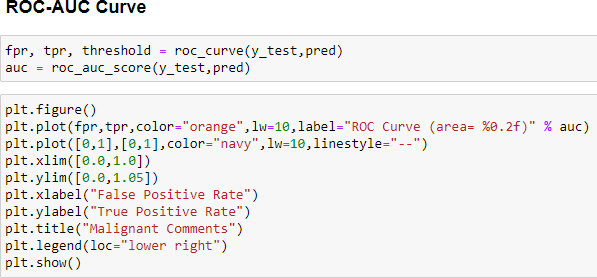 ROC-AUC Curve
fpr, tpr, threshold = roc_curve(y_test,pred)
auc = roc_auc_score(y_test,pred)
plt.figure()
plt.plot(fpr,tpr,color="orange",lw=10,label="ROC Curve (area= %0.2f)" % auc)
plt.plot([0,1],[0,1],color="navy",lw=10,linestyle="--")
plt.xlim([0.0,1.0])
plt.ylim([0.0,1.05])
plt.xlabel("False Positive Rate")
plt.ylabel("True Positive Rate")
plt.title("Malignant Comments")
plt.legend(loc="lower right")
plt.show()